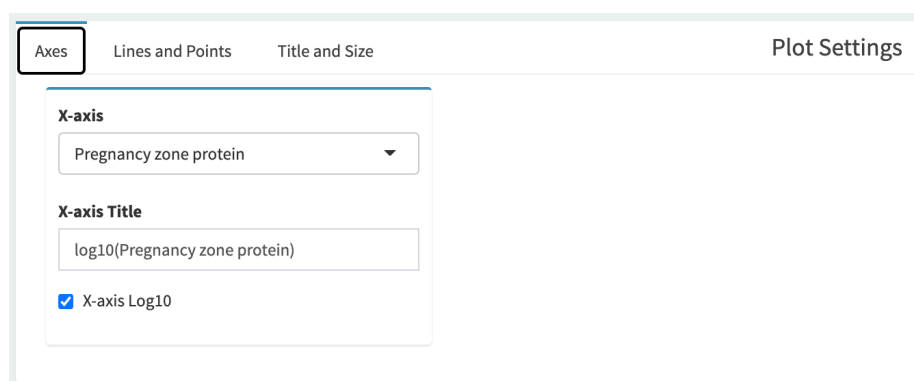 Axes
Lines and Points
Title and Size
Plot Settings
X-axis
Pregnancy zone protein
X-axis Title
log10(Pregnancy zone protein)
X-axis Log10